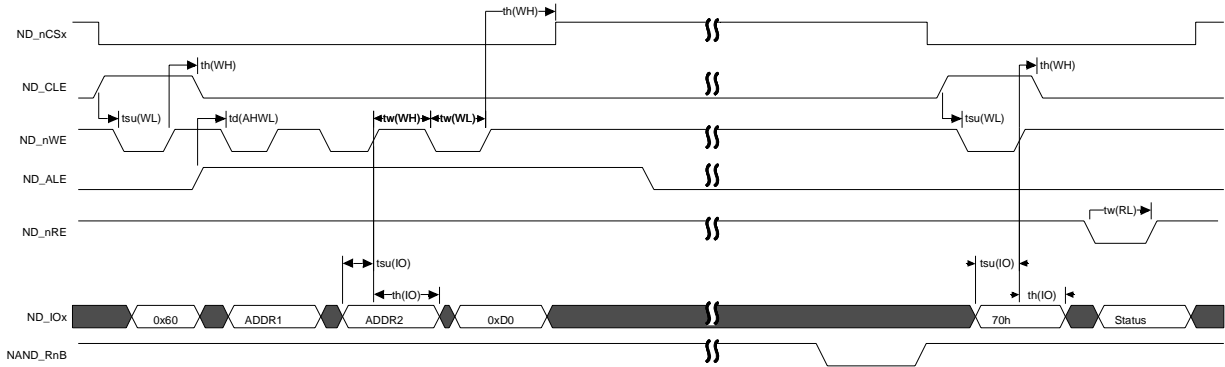 th(WH)
ND_nCSx
th(WH)
th(WH)
ND_CLE
tsu(WL)
td(AHWL)
tw(WH)
tw(WL)
tsu(WL)
ND_nWE
ND_ALE
tw(RL)
ND_nRE
tsu(IO)
tsu(IO)
th(IO)
th(IO)
ND_IOx
0x60
ADDR1
ADDR2
0xD0
70h
Status
NAND_RnB